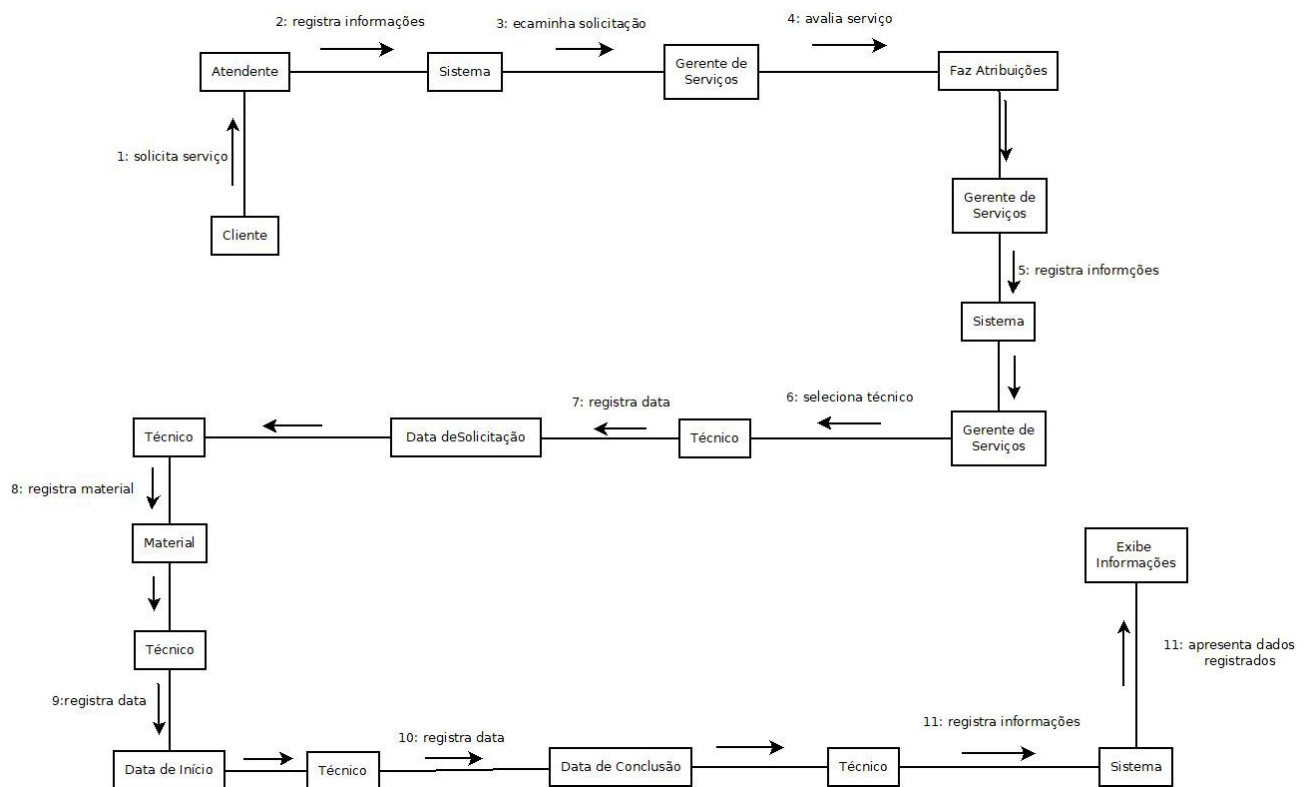 2: registra informações
3: ecaminha solicitação
4: avalia serviço
Atendente
Sistema
Gerente de
Serviços
Faz Atribuições
1: solicita serviço
Cliente
Gerente de
Serviços
5: registra informções
Sistema
6: seleciona técnico
7: registra data
Gerente de
Serviços
Técnico
Data deSolicitação
Técnico
8: registra material
Material
Técnico
9:registra data
Data de Início
Técnico
10: registra data
Data de Conclusão
Técnico
11: registra informações
Sistema
11: apresenta dados
registrados
Exibe
Informações